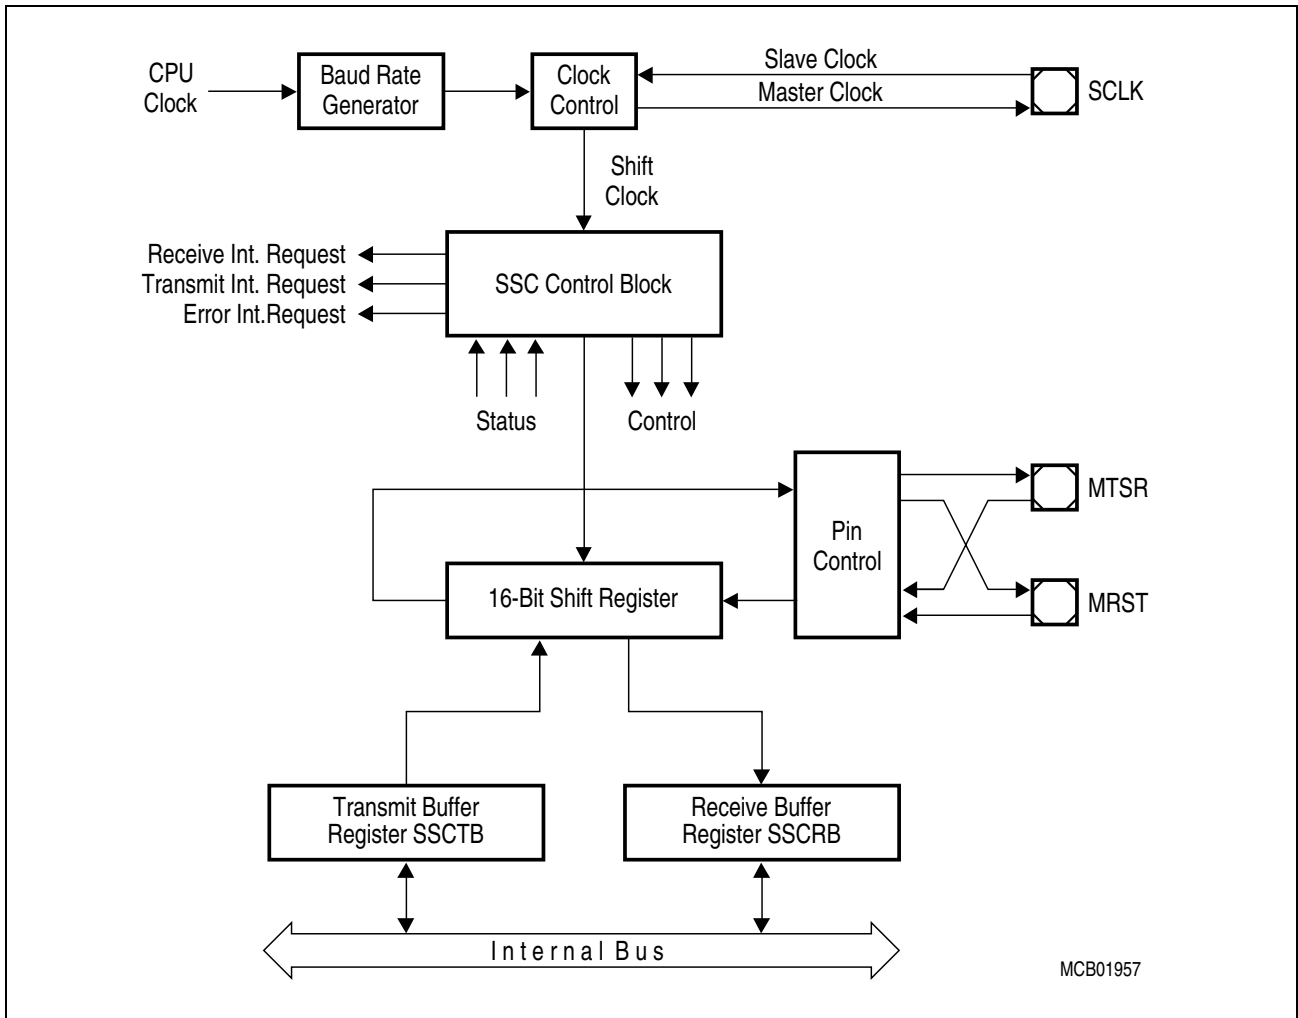 CPU
Clock
Baud Rate
Generator
Clock
Control
Slave Clock
Master Clock
SCLK
Shift
Clock
Receive Int. Request
Transmit Int. Request
Error Int.Request
SSC Control Block
Status
Control
MTSR
Pin
Control
16-Bit Shift Register
MRST
Transmit Buffer
Register SSCTB
Receive Buffer
Register SSCRB
Internal Bus
MCB01957